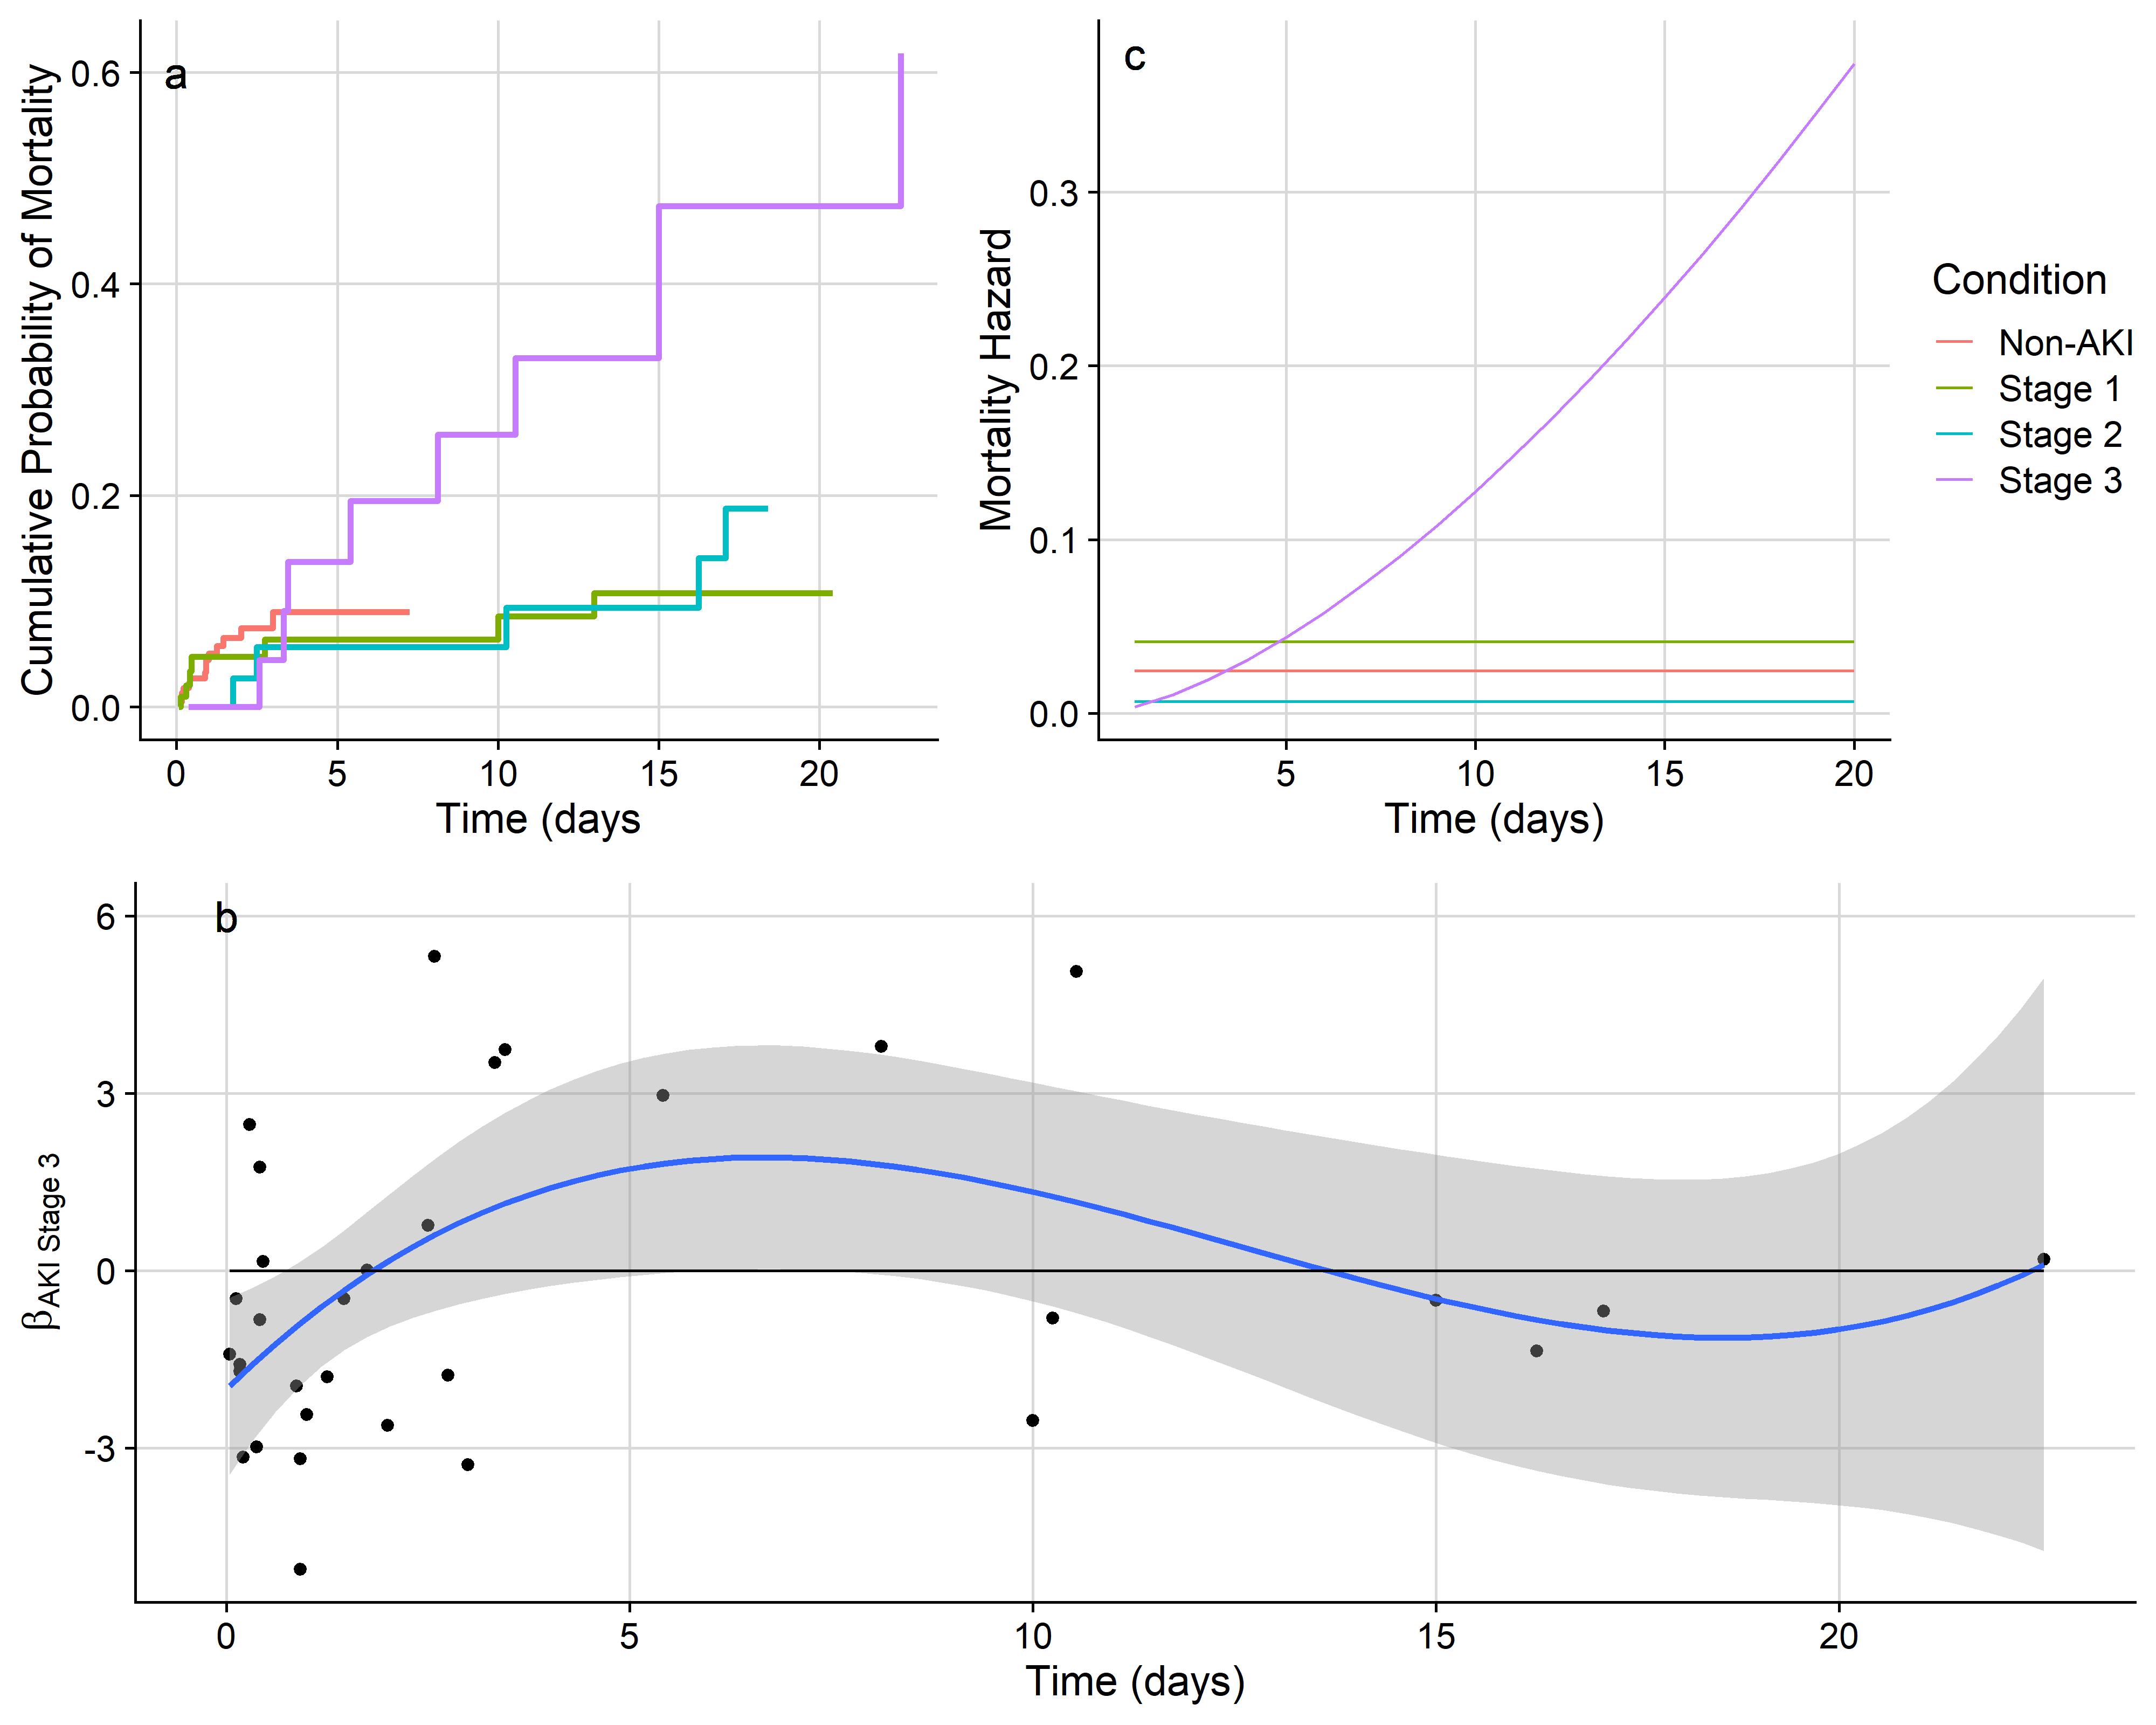 a
Cumulative Probability of Mortality
0.6
0.4
0.2
0.0
0 5 10 15 20
Time (days
c
Mortality Hazard
0.3
0.2
0.1
0.0
5 10 15 20
Time (days)
Condition
Non-AKI
Stage 1
Stage 2
Stage 3
b
β AKI Stage 3
6
3
0
-3
0 5 10 15 20
Time (days)